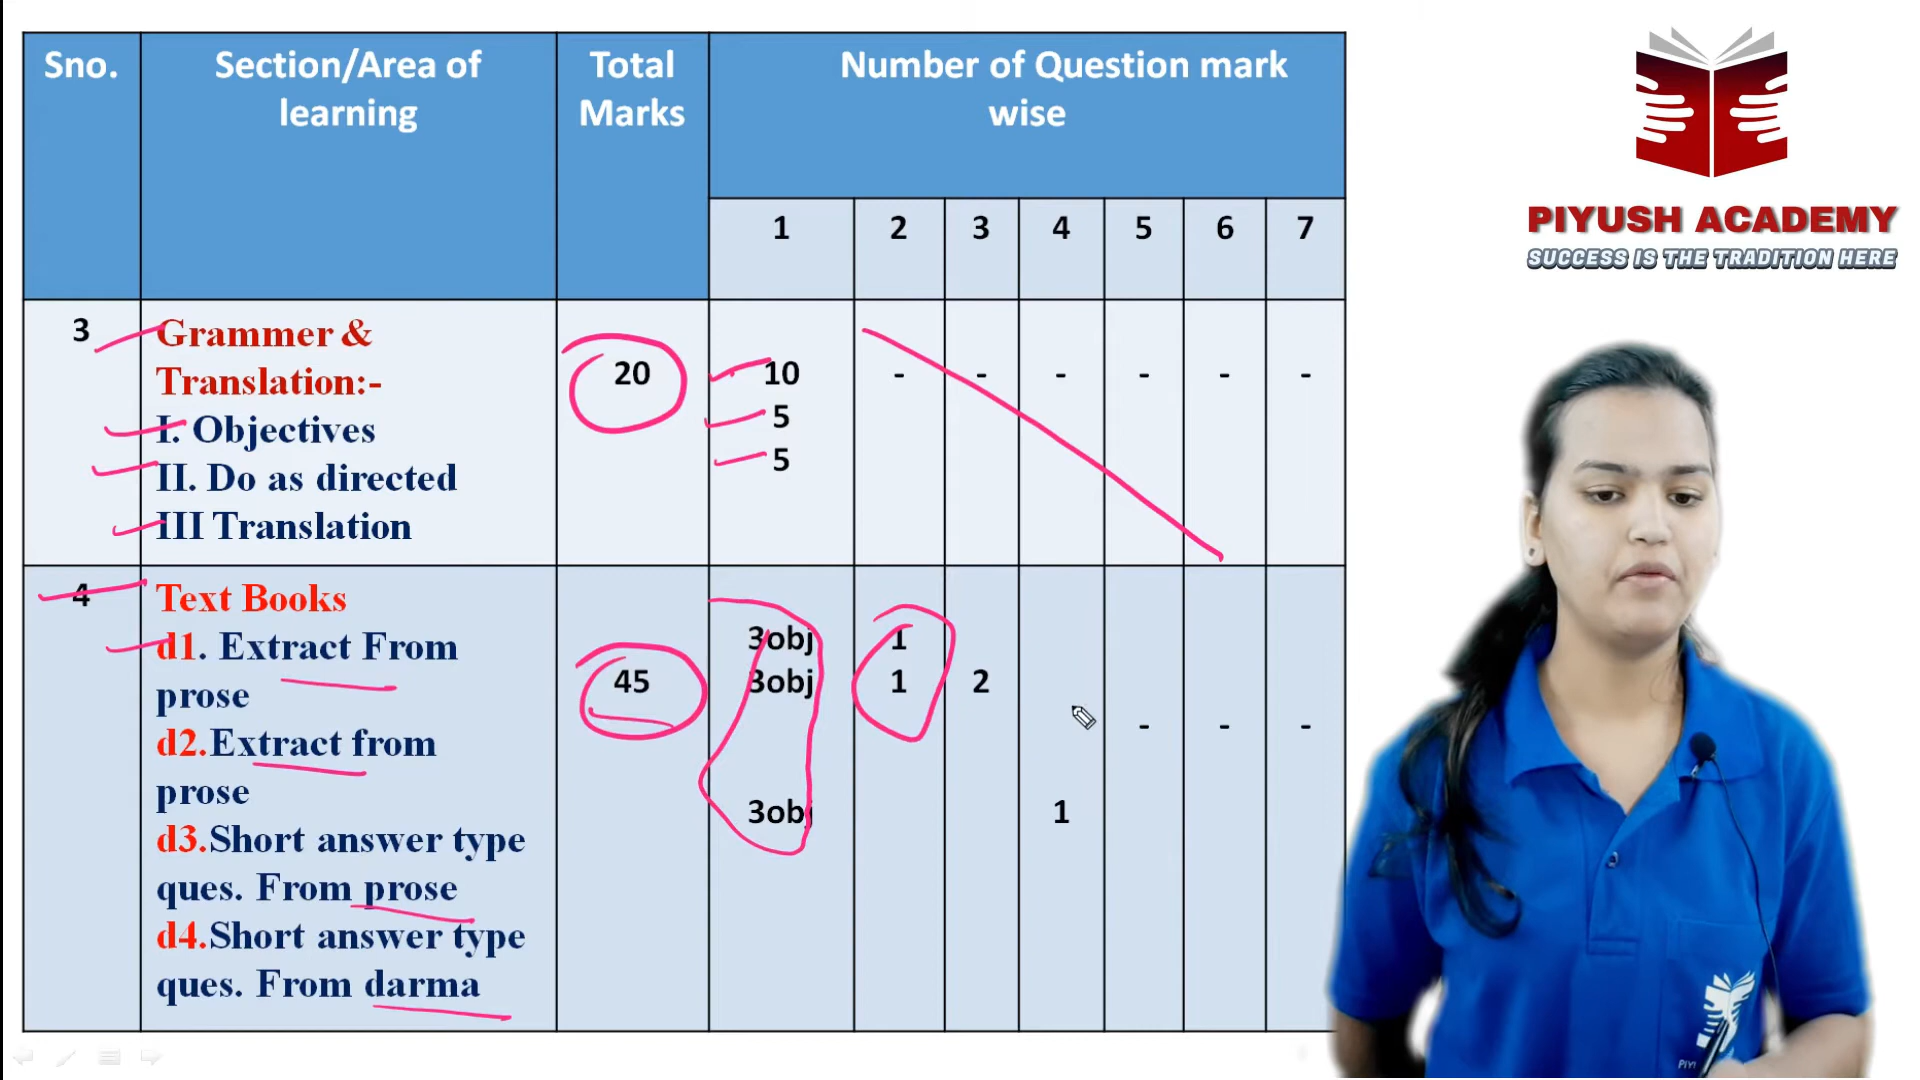 Sno.
Section/Area of
learning
Total
Marks
Number of Question mark
wise
1 2 3 4 5 6 7
3
Grammer &
Translation:-
I. Objectives
II. Do as directed
III Translation
20
10 - - - - - -
5
5
4
Text Books
d1. Extract From
prose
d2.Extract from
prose
d3.Short answer type
ques. From prose
d4.Short answer type
ques. From darma
45
3obj 1
3obj 1 2
- - -
3obj 1
PIYUSH ACADEMY
SUCCESS IS THE TRADITION HERE